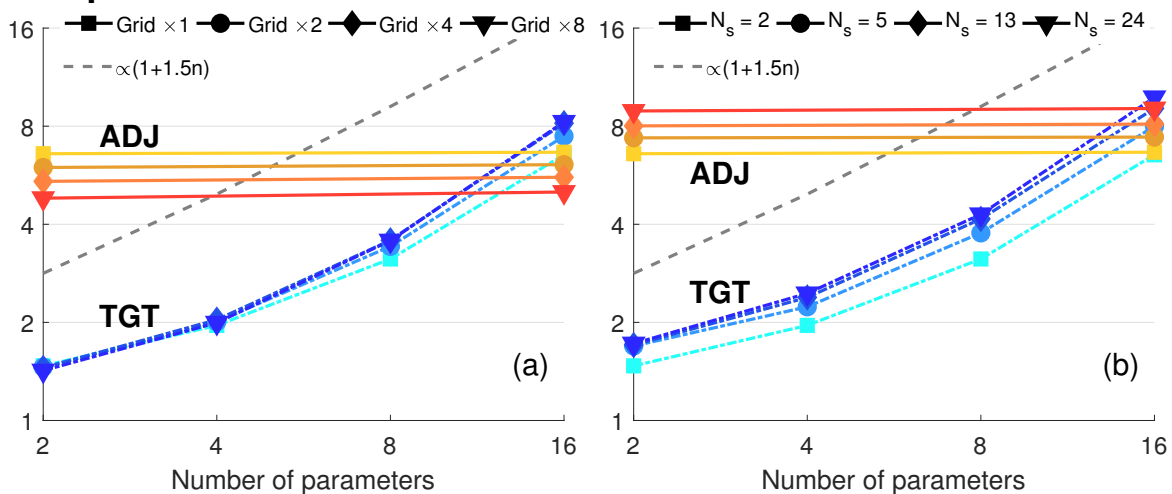 Grid ×1 Grid ×2 Grid ×4 Grid ×8
∝(1+1.5n)
16
8
4
2
1
ADJ
TGT
(a)
2 4 8 16
Number of parameters
N_s = 2 N_s = 5 N_s = 13 N_s = 24
∝(1+1.5n)
16
8
4
2
1
ADJ
TGT
(b)
2 4 8 16
Number of parameters